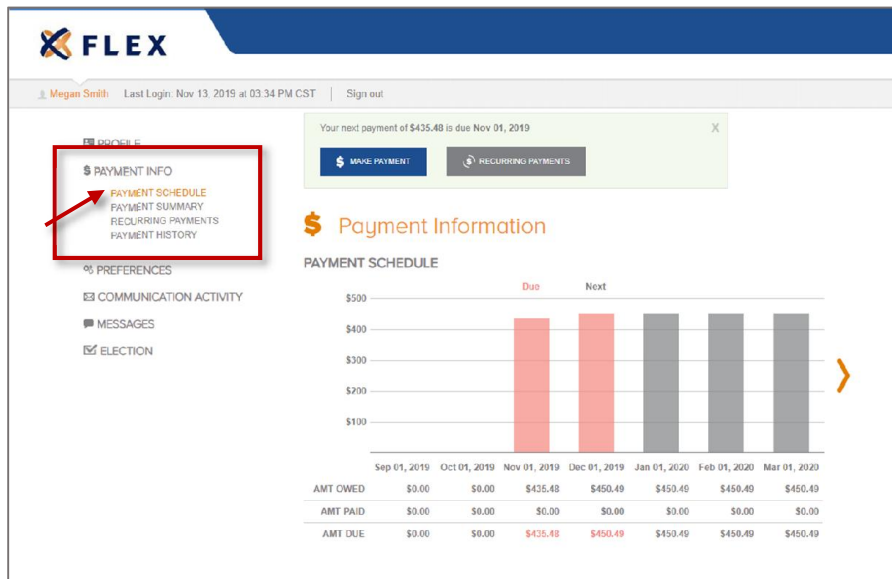 FLEX
Megan Smith Last Login: Nov 13, 2019 at 03:34 PM CST Sign out
PROFILE
$ PAYMENT INFO
PAYMENT SCHEDULE
PAYMENT SUMMARY
RECURRING PAYMENTS
PAYMENT HISTORY
PREFERENCES
COMMUNICATION ACTIVITY
MESSAGES
ELECTION
Your next payment of $435.48 is due Nov 01, 2019 X
$ MAKE PAYMENT $ RECURRING PAYMENTS
$ Payment Information
PAYMENT SCHEDULE
Due Next
$500
$400
$300
$200
$100
Sep 01, 2019 Oct 01, 2019 Nov 01, 2019 Dec 01, 2019 Jan 01, 2020 Feb 01, 2020 Mar 01, 2020
AMT OWED $0.00 $0.00 $435.48 $450.49 $450.49 $450.49 $450.49
AMT PAID $0.00 $0.00 $0.00 $0.00 $0.00 $0.00 $0.00
AMT DUE $0.00 $0.00 $435.48 $450.49 $450.49 $450.49 $450.49